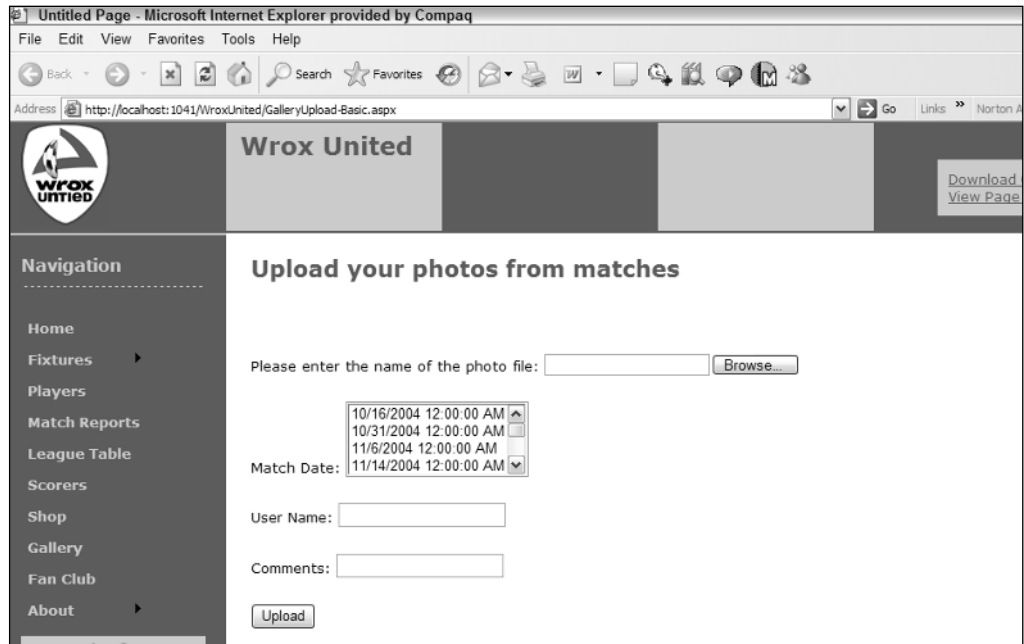 Untitled Page - Microsoft Internet Explorer provided by Compaq
File Edit View Favorites Tools Help
Back Search Favorites
Address http://localhost:1041/WroxUnited/GalleryUpload-Basic.aspx Go Links » Norton A
wrox
UNTIED
Wrox United
Download
View Page
Navigation
Upload your photos from matches
Home
Fixtures
Players
Match Reports
League Table
Scorers
Shop
Gallery
Fan Club
About
Please enter the name of the photo file: Browse...
10/16/2004 12:00:00 AM
10/31/2004 12:00:00 AM
11/6/2004 12:00:00 AM
11/14/2004 12:00:00 AM
Match Date:
User Name:
Comments:
Upload